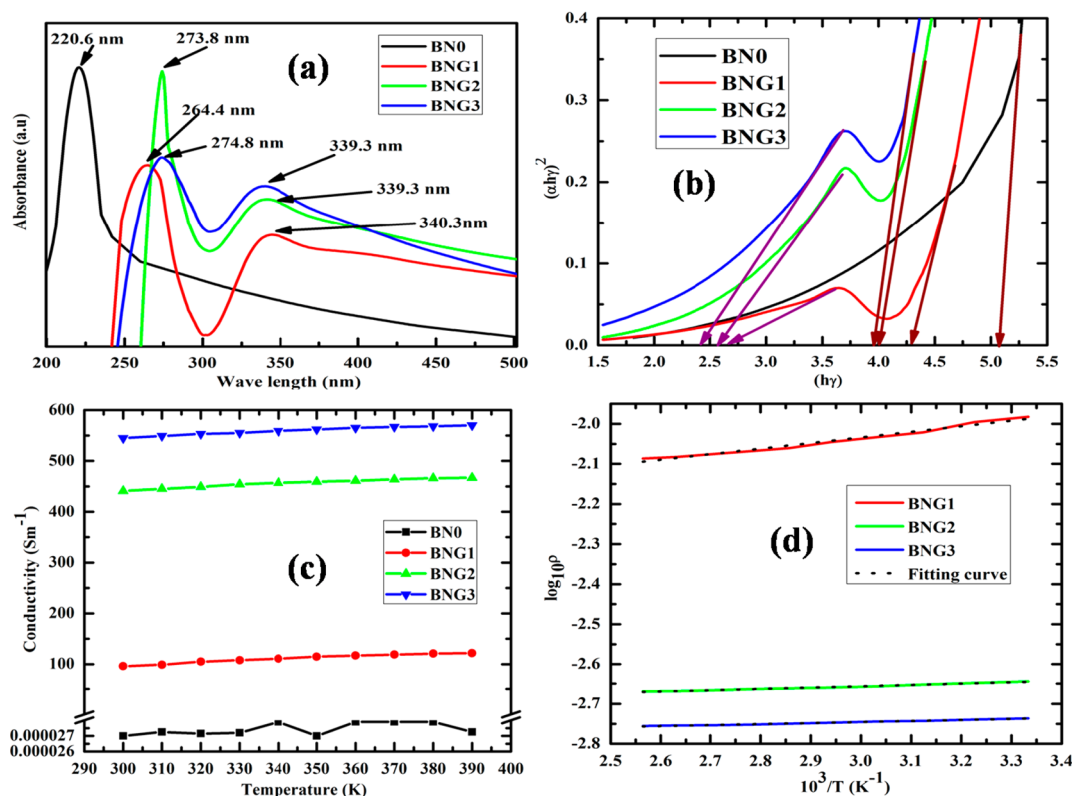 220.6 nm
273.8 nm
264.4 nm
274.8 nm
339.3 nm
339.3 nm
340.3nm
(a)
BN0
BNG1
BNG2
BNG3
Absorbance (a.u)
200 250 300 350 400 450 500
Wave length (nm)
0.4
0.3
0.2
0.1
0.0
(αhγ)²
BN0
BNG1
BNG2
BNG3
(b)
1.5 2.0 2.5 3.0 3.5 4.0 4.5 5.0 5.5
(hγ)
600
550
500
450
400
350
300
250
200
150
100
0.000027
0.000026
Conductivity (Sm⁻¹)
(c)
BN0
BNG1
BNG2
BNG3
290 300 310 320 330 340 350 360 370 380 390 400
Temperature (K)
-2.0
-2.1
-2.2
-2.3
-2.4
-2.5
-2.6
-2.7
-2.8
log₁₀ρ
BNG1
BNG2
BNG3
Fitting curve
(d)
2.5 2.6 2.7 2.8 2.9 3.0 3.1 3.2 3.3 3.4
10³/T (K⁻¹)